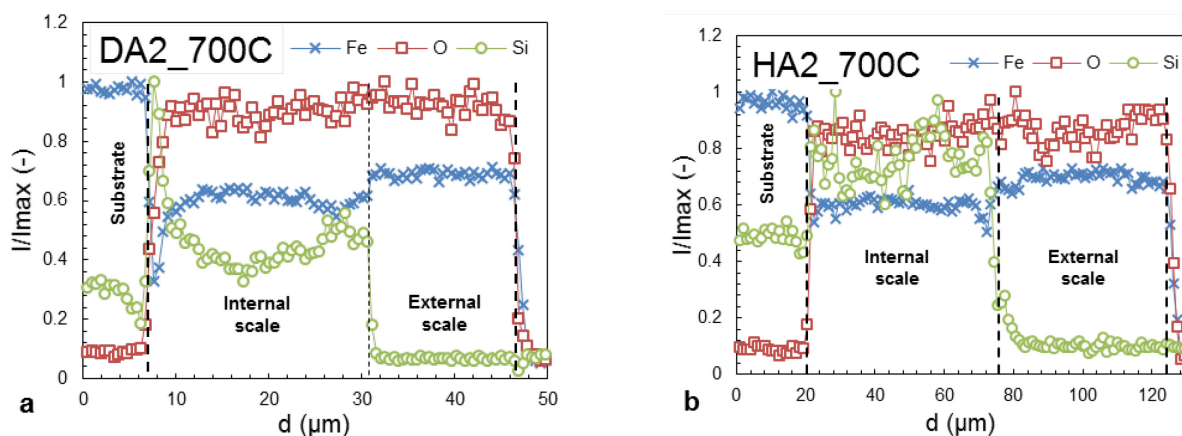 DA2_700C
Fe O Si
1.2
1
0.8
0.6
0.4
0.2
0
I/Imax (-)
Substrate
Internal
scale
External
scale
0 10 20 30 40 50
d (µm)
a
HA2_700C
Fe O Si
1.2
1
0.8
0.6
0.4
0.2
0
I/Imax (-)
Substrate
Internal
scale
External
scale
0 20 40 60 80 100 120
d (µm)
b